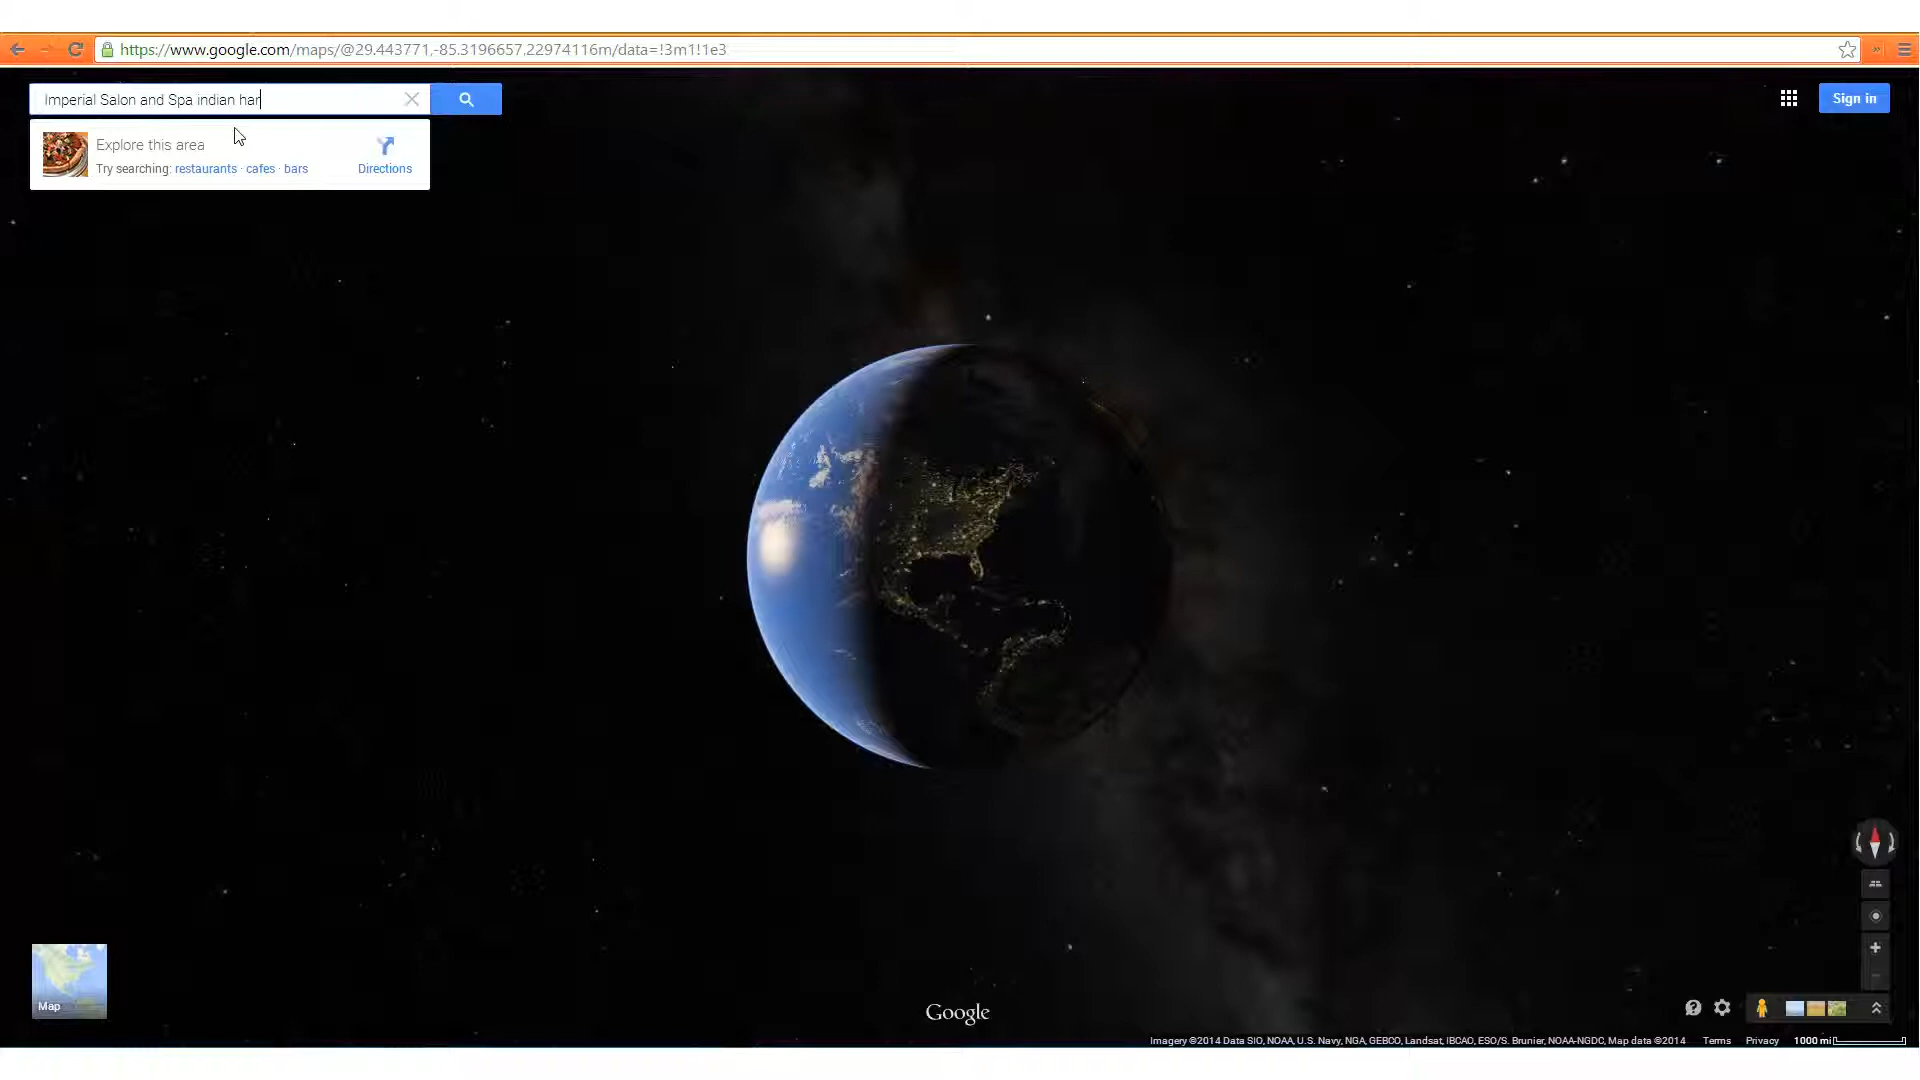 https://www.google.com/maps/@29.443771,-85.3196657,22974116m/data=!3m1!1e3
Imperial Salon and Spa indian har
Sign in
Explore this area
Try searching: restaurants · cafes · bars
Directions
Map
Google
Imagery ©2014 Data SIO, NOAA, U.S. Navy, NGA, GEBCO, Landsat, IBCAO, ESO/S. Brunier, NOAA-NGDC, Map data ©2014 Terms Privacy 1000 mi